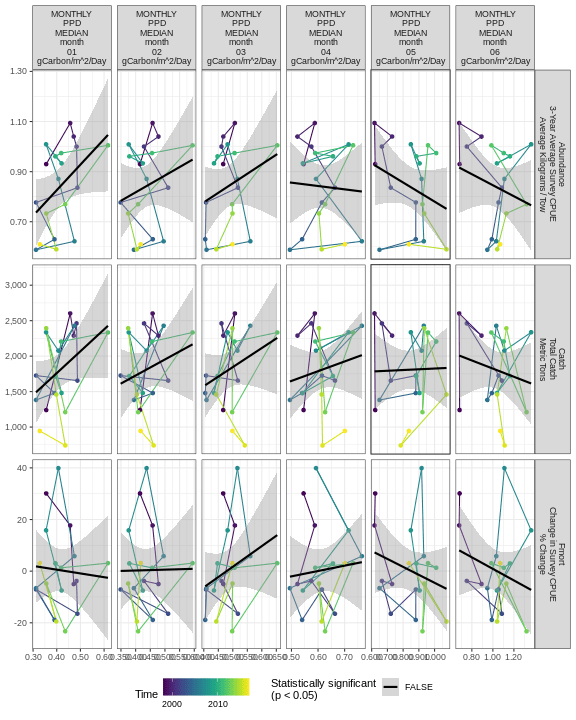 MONTHLY PPD MEDIAN month 01 gCarbon/m^2/Day
MONTHLY PPD MEDIAN month 02 gCarbon/m^2/Day
MONTHLY PPD MEDIAN month 03 gCarbon/m^2/Day
MONTHLY PPD MEDIAN month 04 gCarbon/m^2/Day
MONTHLY PPD MEDIAN month 05 gCarbon/m^2/Day
MONTHLY PPD MEDIAN month gCarbon/m^2/Day
1.30
1.10
0.90
0.70
Abundance
3-Year Average Survey CPUE
Average Kilograms / Tow
3,000
2,500
2,000
1,500
1,000
Catch
Total Catch
Metric Tons
40
20
0
-20
Fmort
Change in Survey CPUE
% Change
0.30 0.40 0.50 0.60
0.50 0.60 0.70
1.000
0.80 1.00 1.20
Time
2000 2010
Statistically significant
(p < 0.05)
FALSE